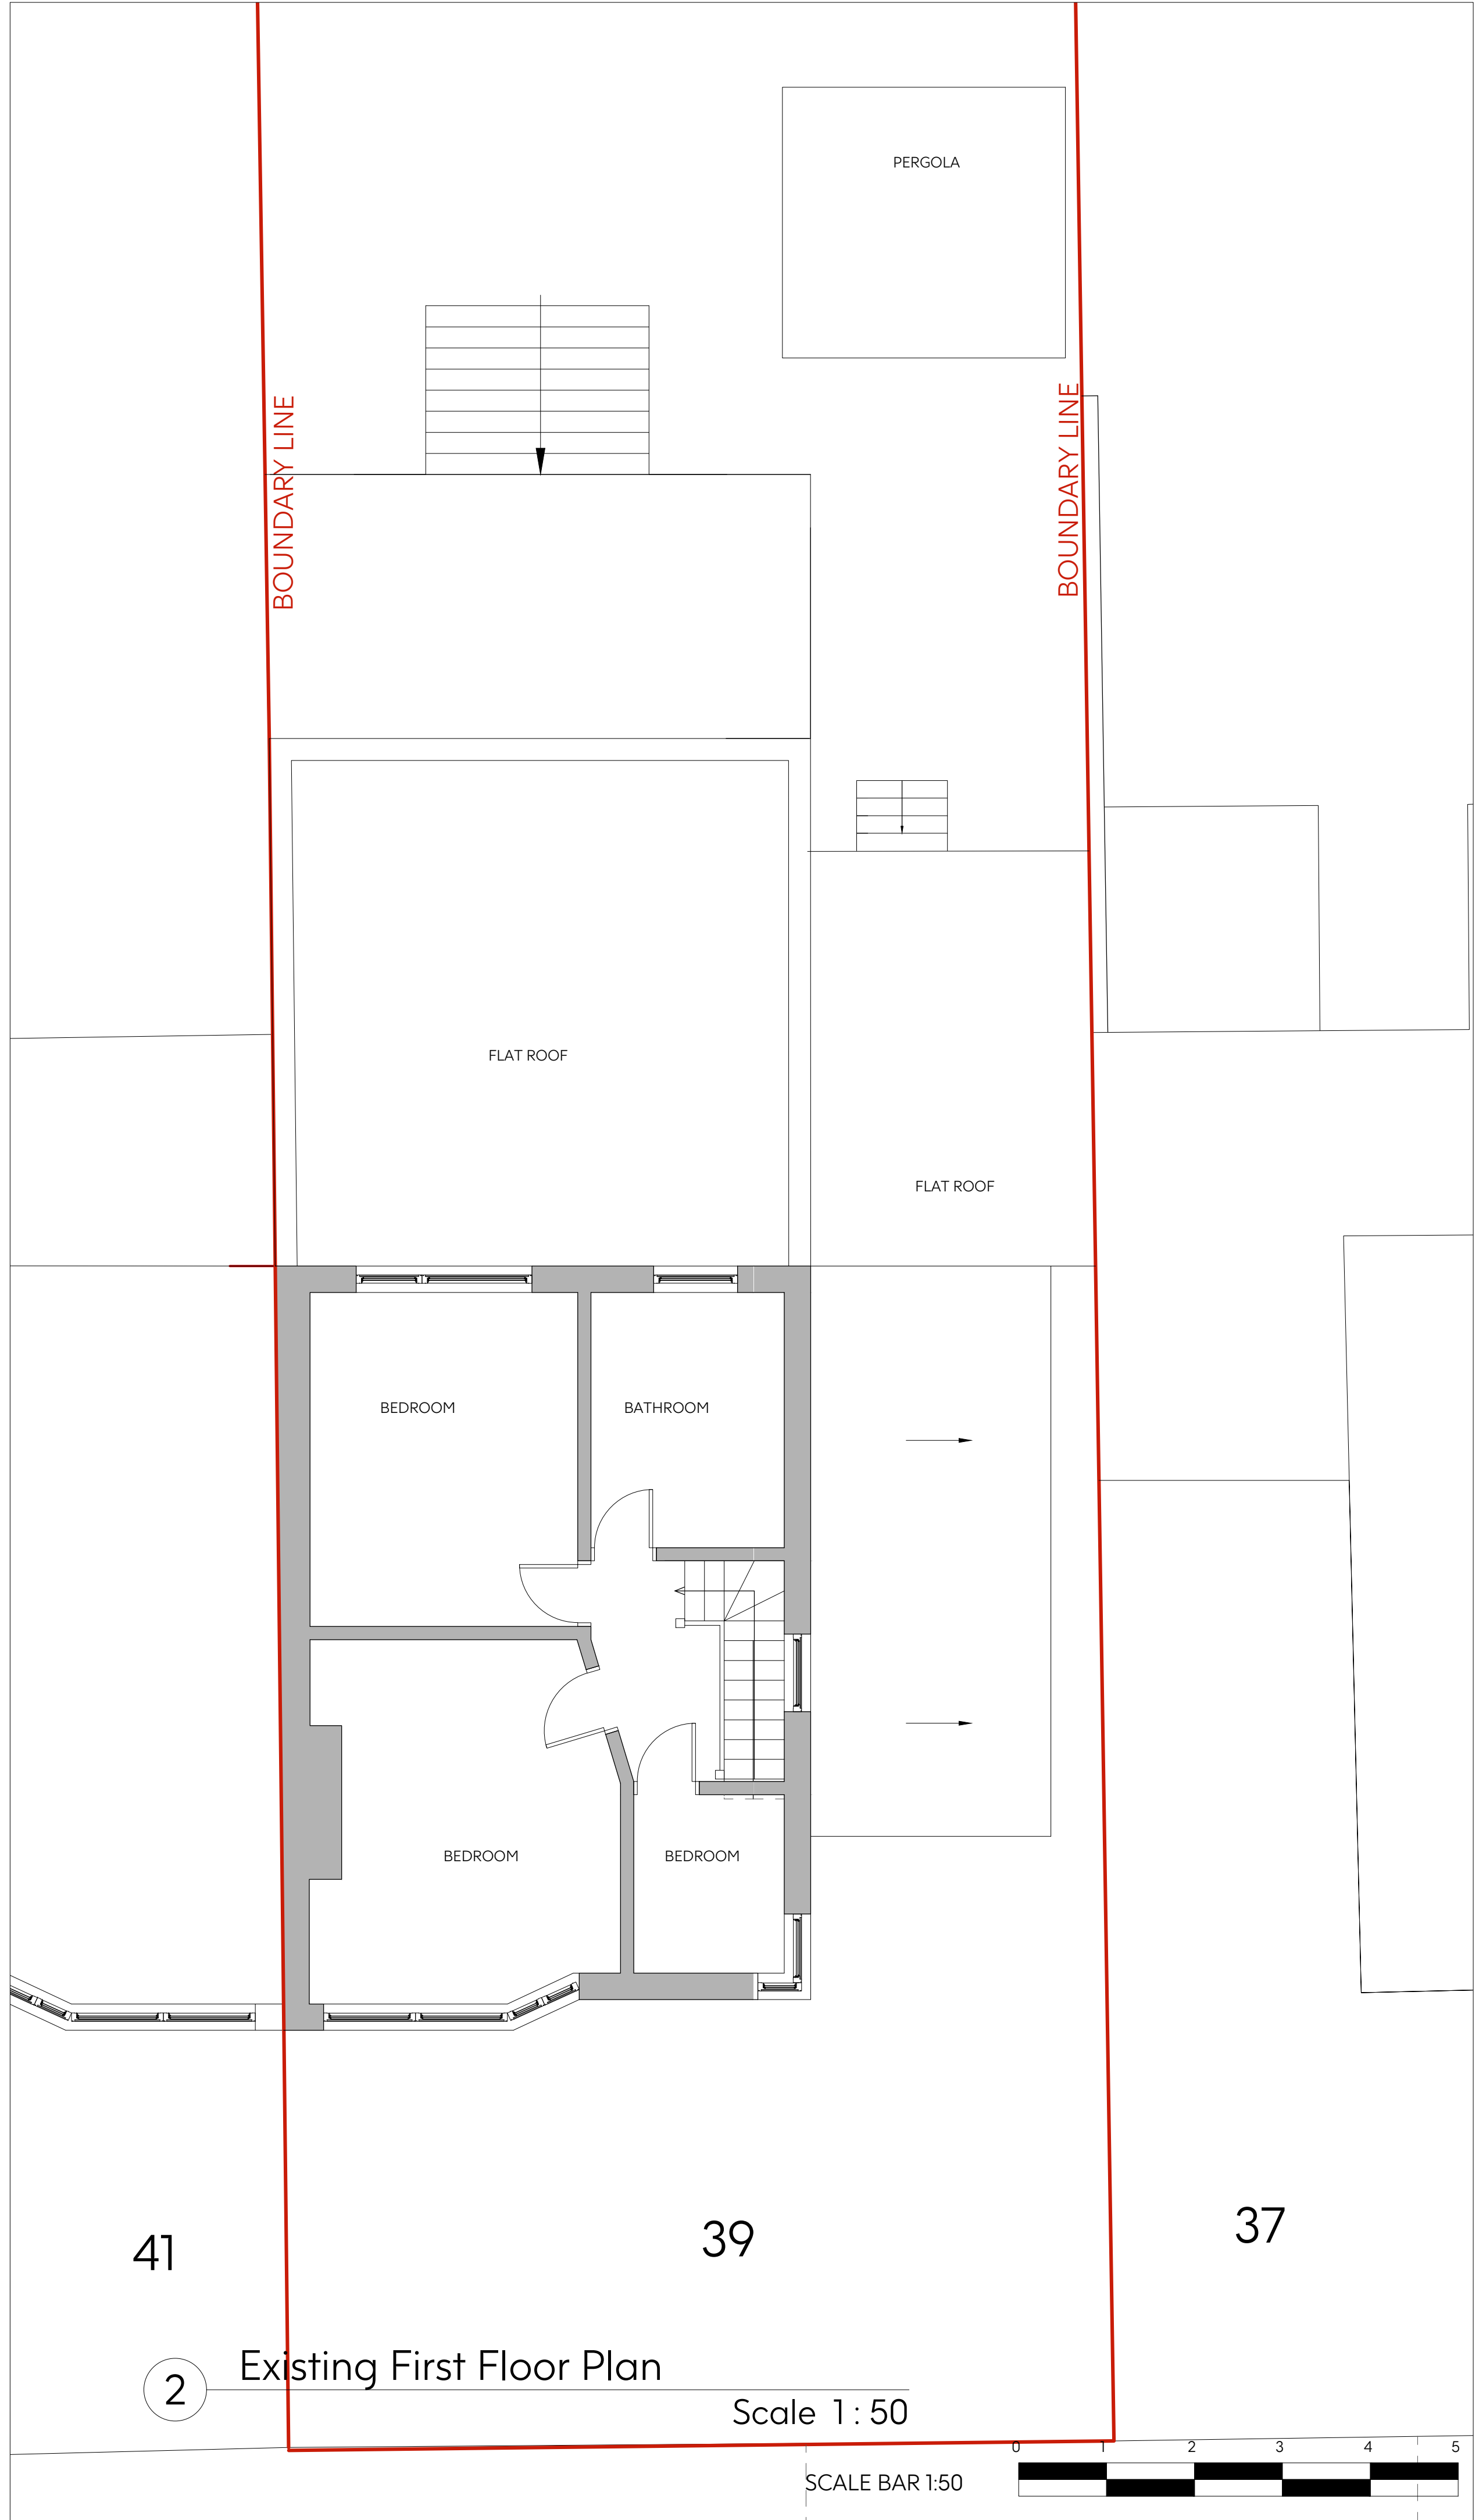 PERGOLA
BOUNDARY LINE
BOUNDARY LINE
FLAT ROOF
FLAT ROOF
BEDROOM
BATHROOM
BEDROOM
BEDROOM
41
39
37
2
Existing First Floor Plan
Scale 1 : 50
0 1 2 3 4 5
SCALE BAR 1:50